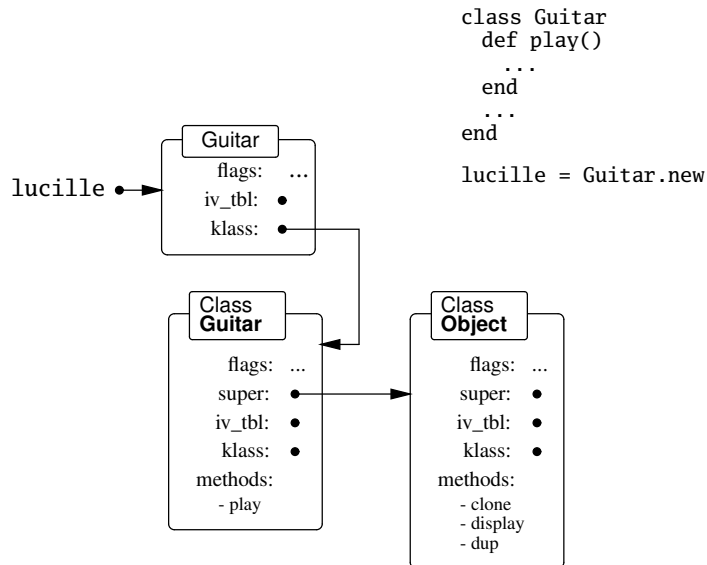 class Guitar
def play()
...
end
...
end
lucille = Guitar.new
lucille
Guitar
flags: ...
iv_tbl:
klass:
Class
Guitar
flags: ...
super:
iv_tbl:
klass:
methods:
- play
Class
Object
flags: ...
super:
iv_tbl:
klass:
methods:
- clone
- display
- dup